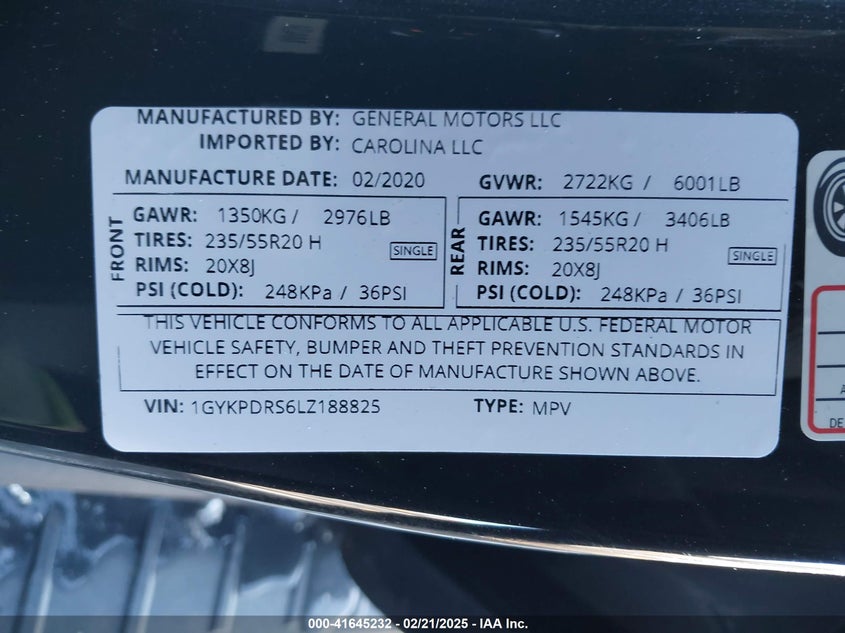 MANUFACTURED BY: GENERAL MOTORS LLC
IMPORTED BY: CAROLINA LLC
MANUFACTURE DATE: 02/2020 GVWR: 2722KG / 6001LB
FRONT
GAWR: 1350KG / 2976LB
TIRES: 235/55R20 H
SINGLE
RIMS: 20X8J
PSI (COLD): 248KPa / 36PSI
REAR
GAWR: 1545KG / 3406LB
TIRES: 235/55R20 H
SINGLE
RIMS: 20X8J
PSI (COLD): 248KPa / 36PSI
THIS VEHICLE CONFORMS TO ALL APPLICABLE U.S. FEDERAL MOTOR
VEHICLE SAFETY, BUMPER AND THEFT PREVENTION STANDARDS IN
EFFECT ON THE DATE OF MANUFACTURE SHOWN ABOVE.
VIN: 1GYKPDRS6LZ188825 TYPE: MPV
000-41645232 / 02/21/2025 - IAA Inc.